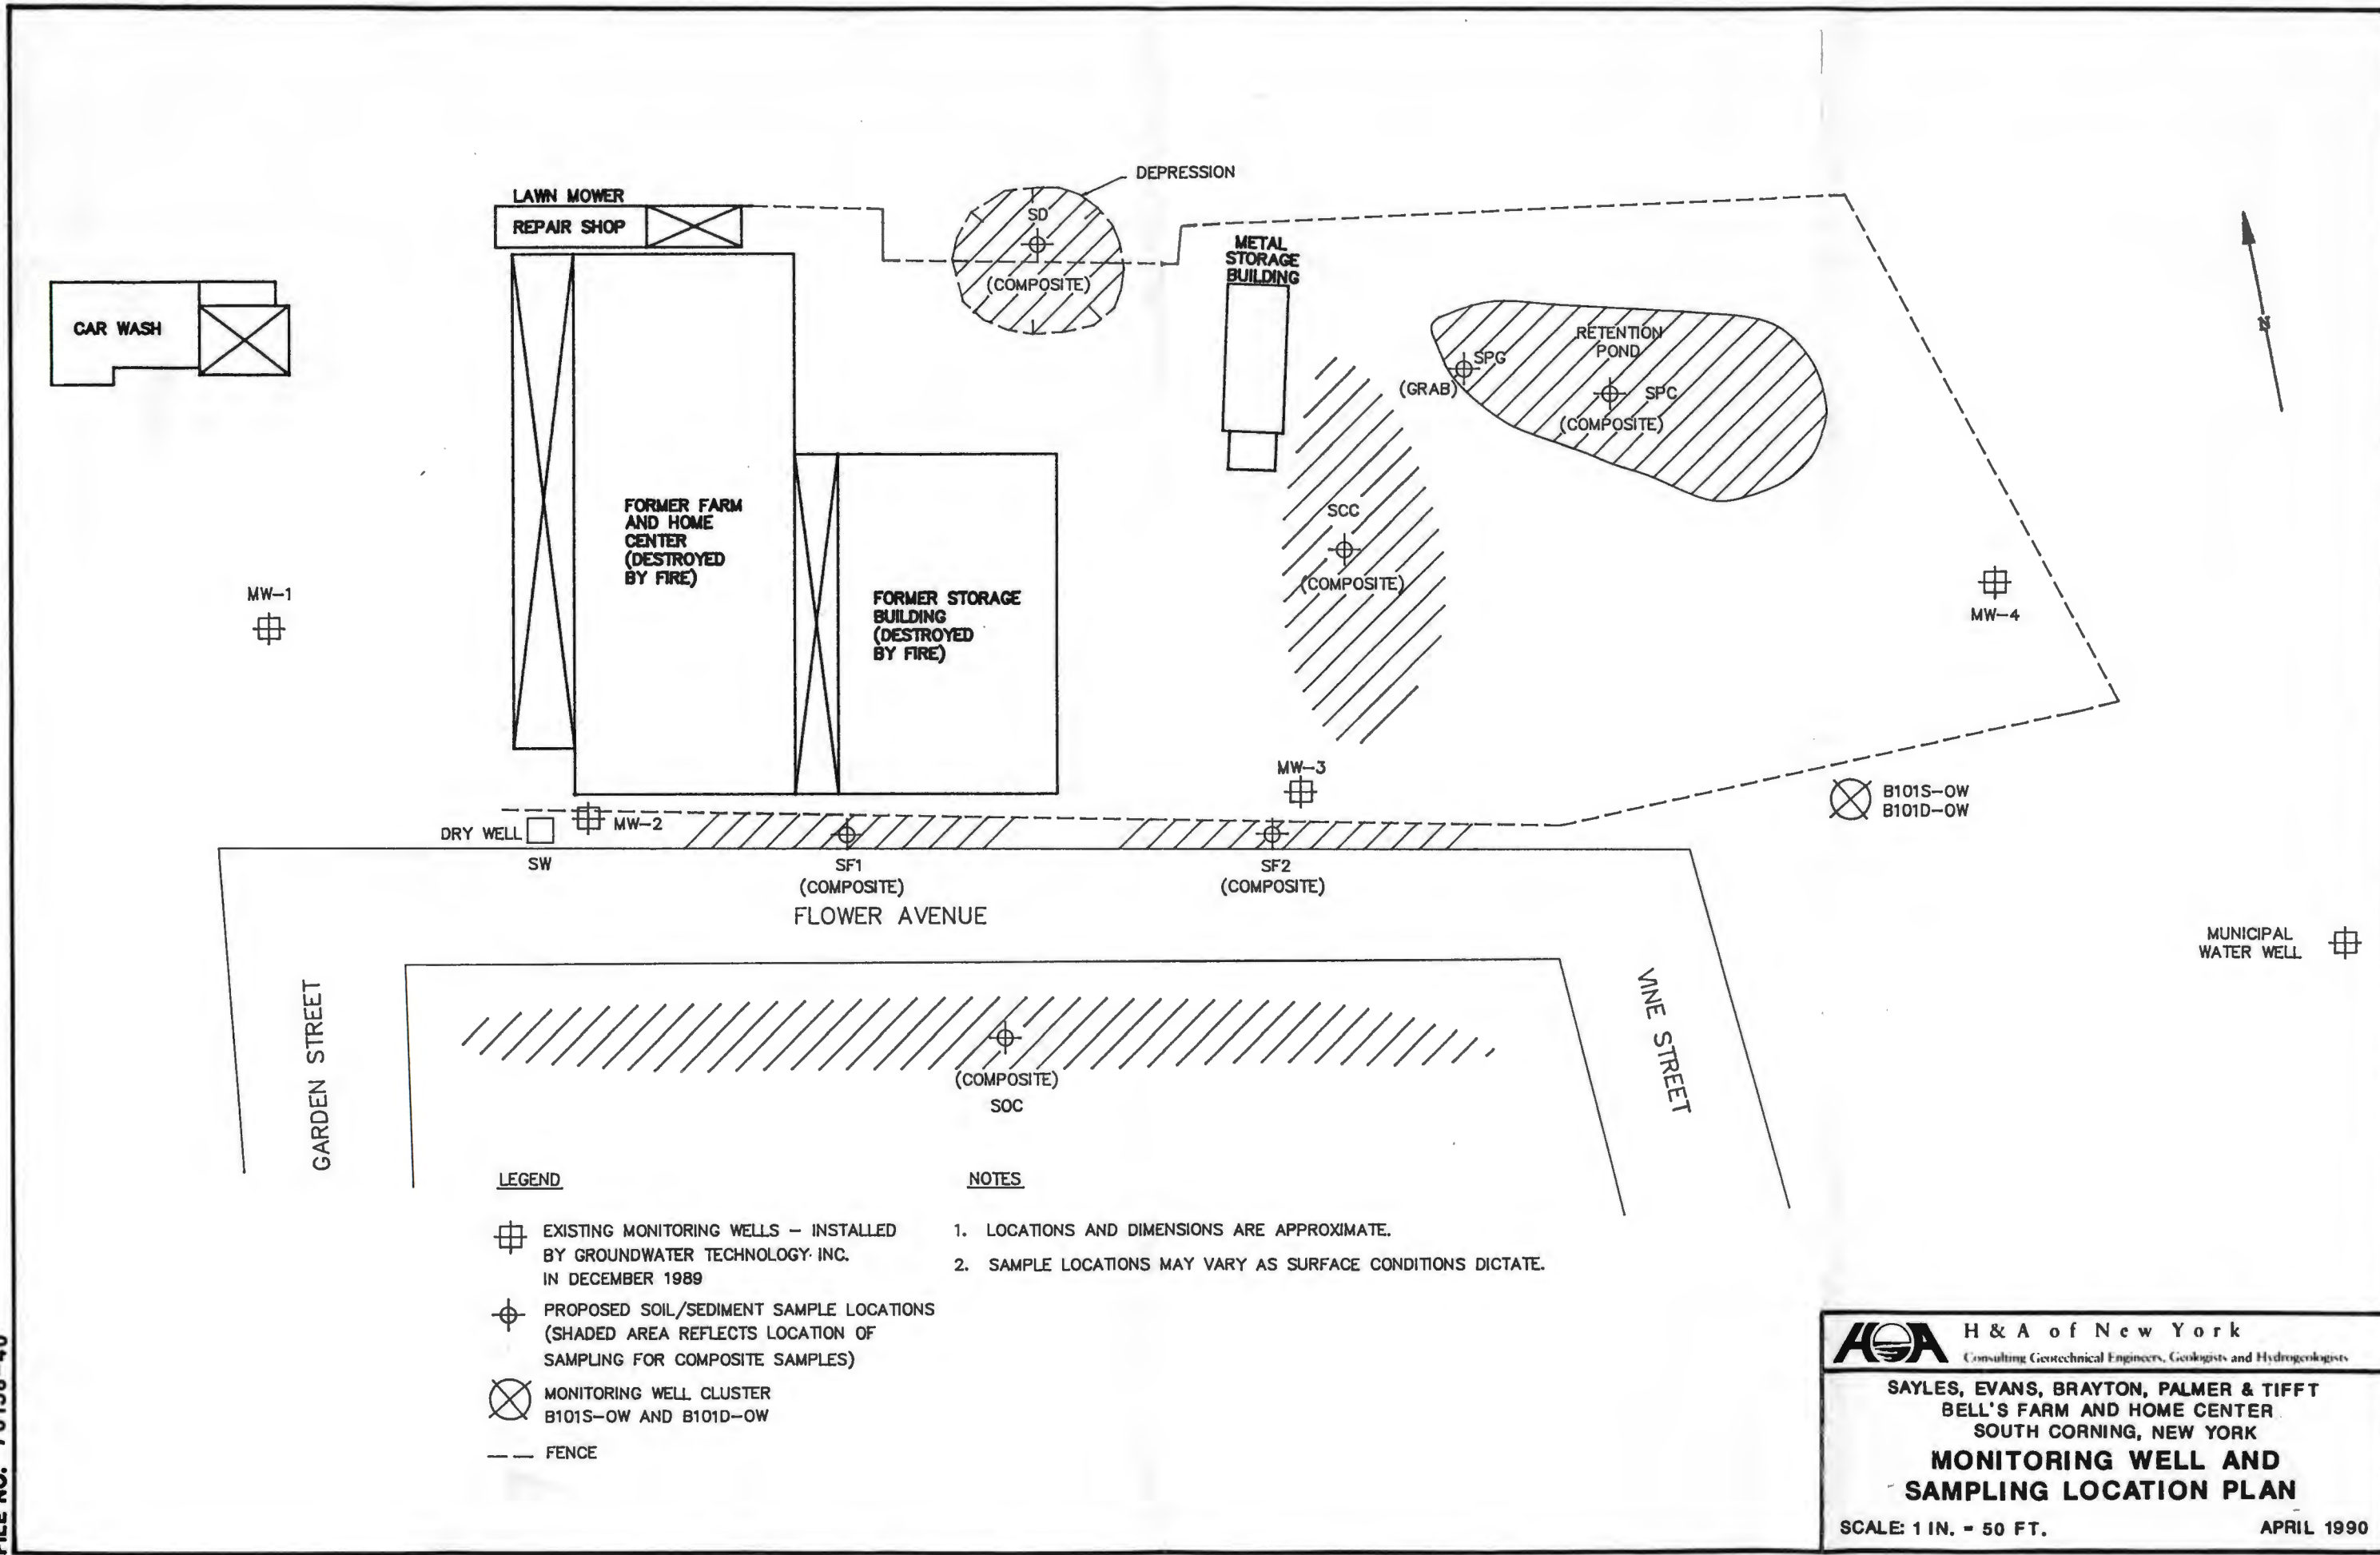 DEPRESSION
LAWN MOWER
REPAIR SHOP
SD
(COMPOSITE)
METAL
STORAGE
BUILDING
CAR WASH
RETENTION
POND
SPG
(GRAB)
SPC
(COMPOSITE)
N
FORMER FARM
AND HOME
CENTER
(DESTROYED
BY FIRE)
SCC
(COMPOSITE)
FORMER STORAGE
BUILDING
(DESTROYED
BY FIRE)
MW-1
MW-4
MW-3
B101S-OW
B101D-OW
DRY WELL
MW-2
SW
SF1
(COMPOSITE)
SF2
(COMPOSITE)
FLOWER AVENUE
MUNICIPAL
WATER WELL
GARDEN STREET
VINE STREET
(COMPOSITE)
SOC
LEGEND
EXISTING MONITORING WELLS - INSTALLED
BY GROUNDWATER TECHNOLOGY INC.
IN DECEMBER 1989
PROPOSED SOIL/SEDIMENT SAMPLE LOCATIONS
(SHADED AREA REFLECTS LOCATION OF
SAMPLING FOR COMPOSITE SAMPLES)
MONITORING WELL CLUSTER
B101S-OW AND B101D-OW
FENCE
NOTES
1. LOCATIONS AND DIMENSIONS ARE APPROXIMATE.
2. SAMPLE LOCATIONS MAY VARY AS SURFACE CONDITIONS DICTATE.
FILE NO.
H&A
H & A of New York
Consulting Geotechnical Engineers, Geologists and Hydrogeologists
SAYLES, EVANS, BRAYTON, PALMER & TIFFT
BELL'S FARM AND HOME CENTER
SOUTH CORNING, NEW YORK
MONITORING WELL AND
SAMPLING LOCATION PLAN
SCALE: 1 IN. = 50 FT.
APRIL 1990